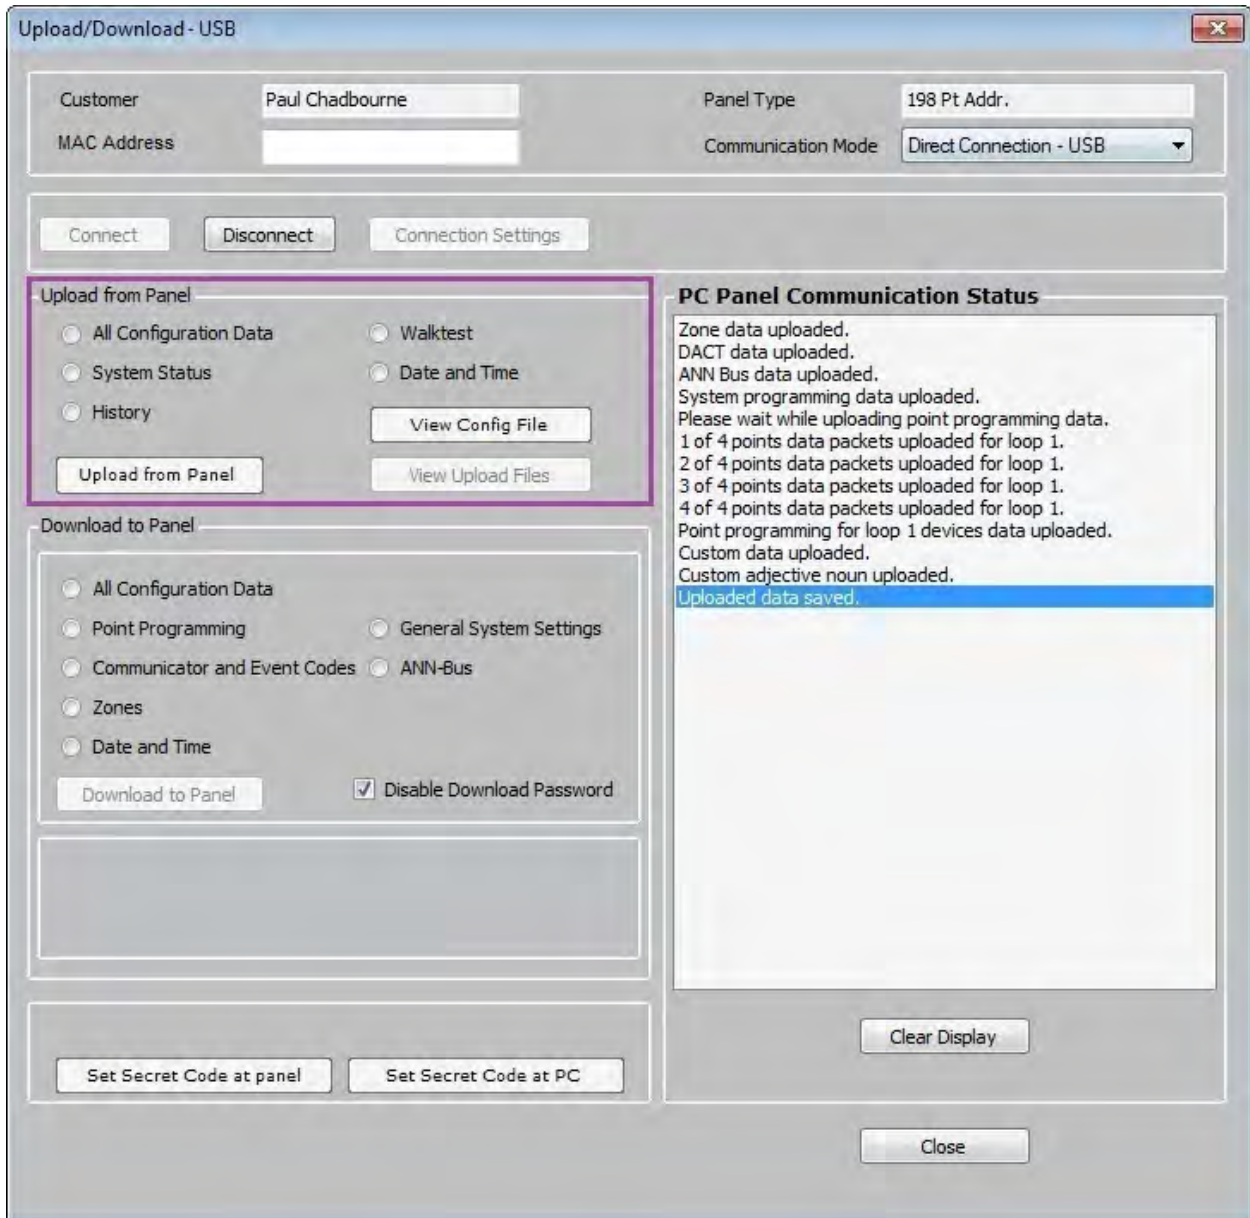 Upload/Download - USB
Customer
Paul Chadbourne
Panel Type
198 Pt Addr.
MAC Address
Communication Mode
Direct Connection - USB
Connect
Disconnect
Connection Settings
Upload from Panel
All Configuration Data
Walktest
System Status
Date and Time
History
View Config File
Upload from Panel
View Upload Files
Download to Panel
All Configuration Data
Point Programming
General System Settings
Communicator and Event Codes
ANN-Bus
Zones
Date and Time
Download to Panel
Disable Download Password
Set Secret Code at panel
Set Secret Code at PC
PC Panel Communication Status
Zone data uploaded.
DACT data uploaded.
ANN Bus data uploaded.
System programming data uploaded.
Please wait while uploading point programming data.
1 of 4 points data packets uploaded for loop 1.
2 of 4 points data packets uploaded for loop 1.
3 of 4 points data packets uploaded for loop 1.
4 of 4 points data packets uploaded for loop 1.
Point programming for loop 1 devices data uploaded.
Custom data uploaded.
Custom adjective noun uploaded.
Uploaded data saved.
Clear Display
Close